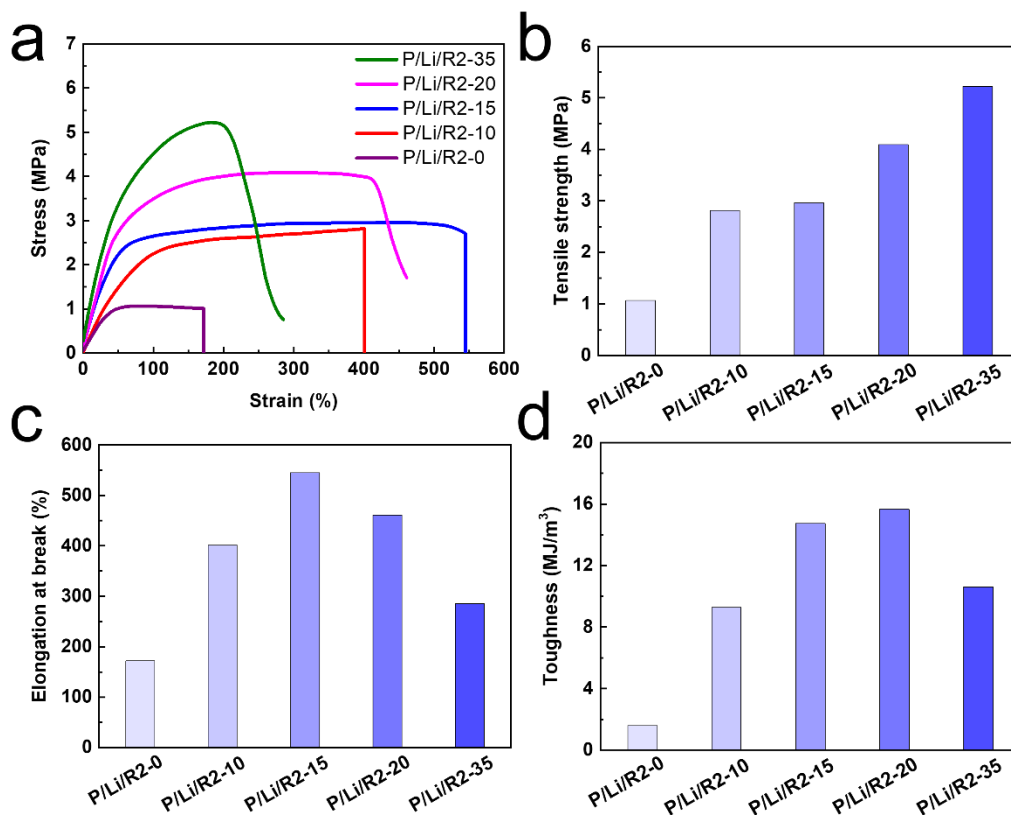 a
7
6
5
4
3
2
1
0
Stress (MPa)
P/Li/R2-35
P/Li/R2-20
P/Li/R2-15
P/Li/R2-10
P/Li/R2-0
0 100 200 300 400 500 600
Strain (%)
b
6
5
4
3
2
1
0
Tensile strength (MPa)
P/Li/R2-0 P/Li/R2-10 P/Li/R2-15 P/Li/R2-20 P/Li/R2-35
c
600
500
400
300
200
100
0
Elongation at break (%)
P/Li/R2-0 P/Li/R2-10 P/Li/R2-15 P/Li/R2-20 P/Li/R2-35
d
20
16
12
8
4
0
Toughness (MJ/m³)
P/Li/R2-0 P/Li/R2-10 P/Li/R2-15 P/Li/R2-20 P/Li/R2-35